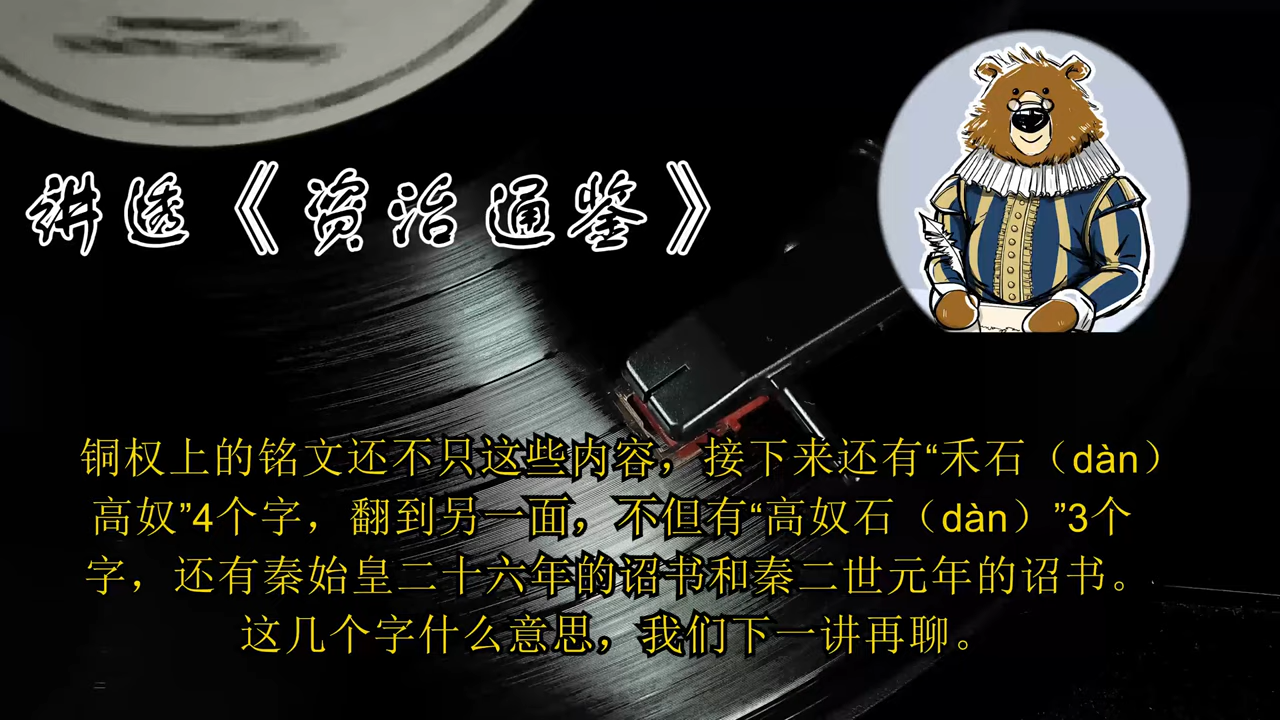 讲透《资治通鉴》
铜权上的铭文还不只这些内容，接下来还有“禾石（dàn）
高奴”4个字，翻到另一面，不但有“高奴石（dàn）”3个
字，还有秦始皇二十六年的诏书和秦二世元年的诏书。
这几个字什么意思，我们下一讲再聊。